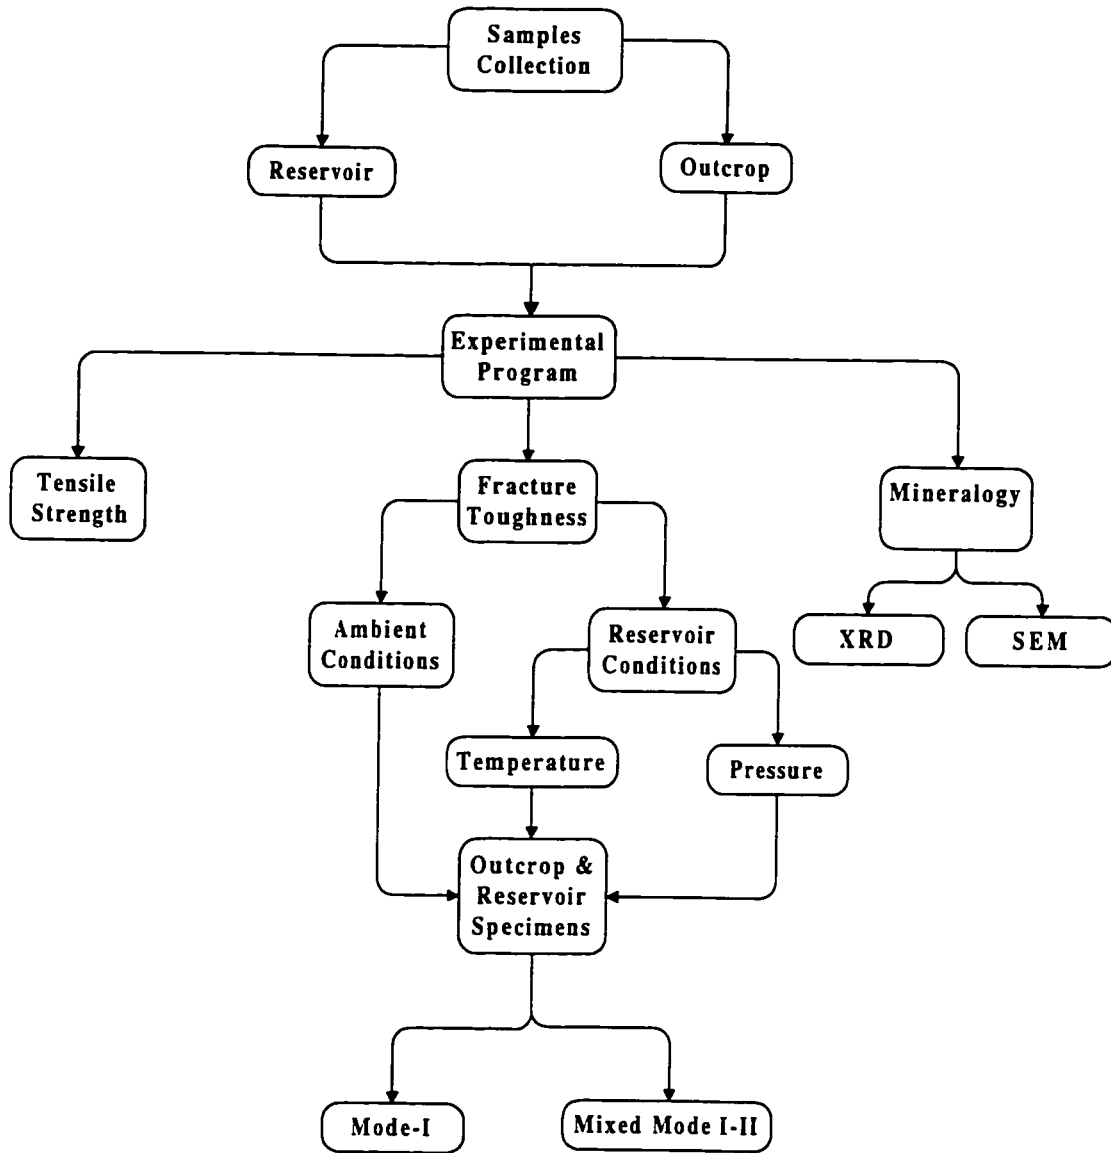 Samples
Collection
Reservoir
Outcrop
Experimental
Program
Tensile
Strength
Fracture
Toughness
Mineralogy
Ambient
Conditions
Reservoir
Conditions
XRD
SEM
Temperature
Pressure
Outcrop &
Reservoir
Specimens
Mode-I
Mixed Mode I-II